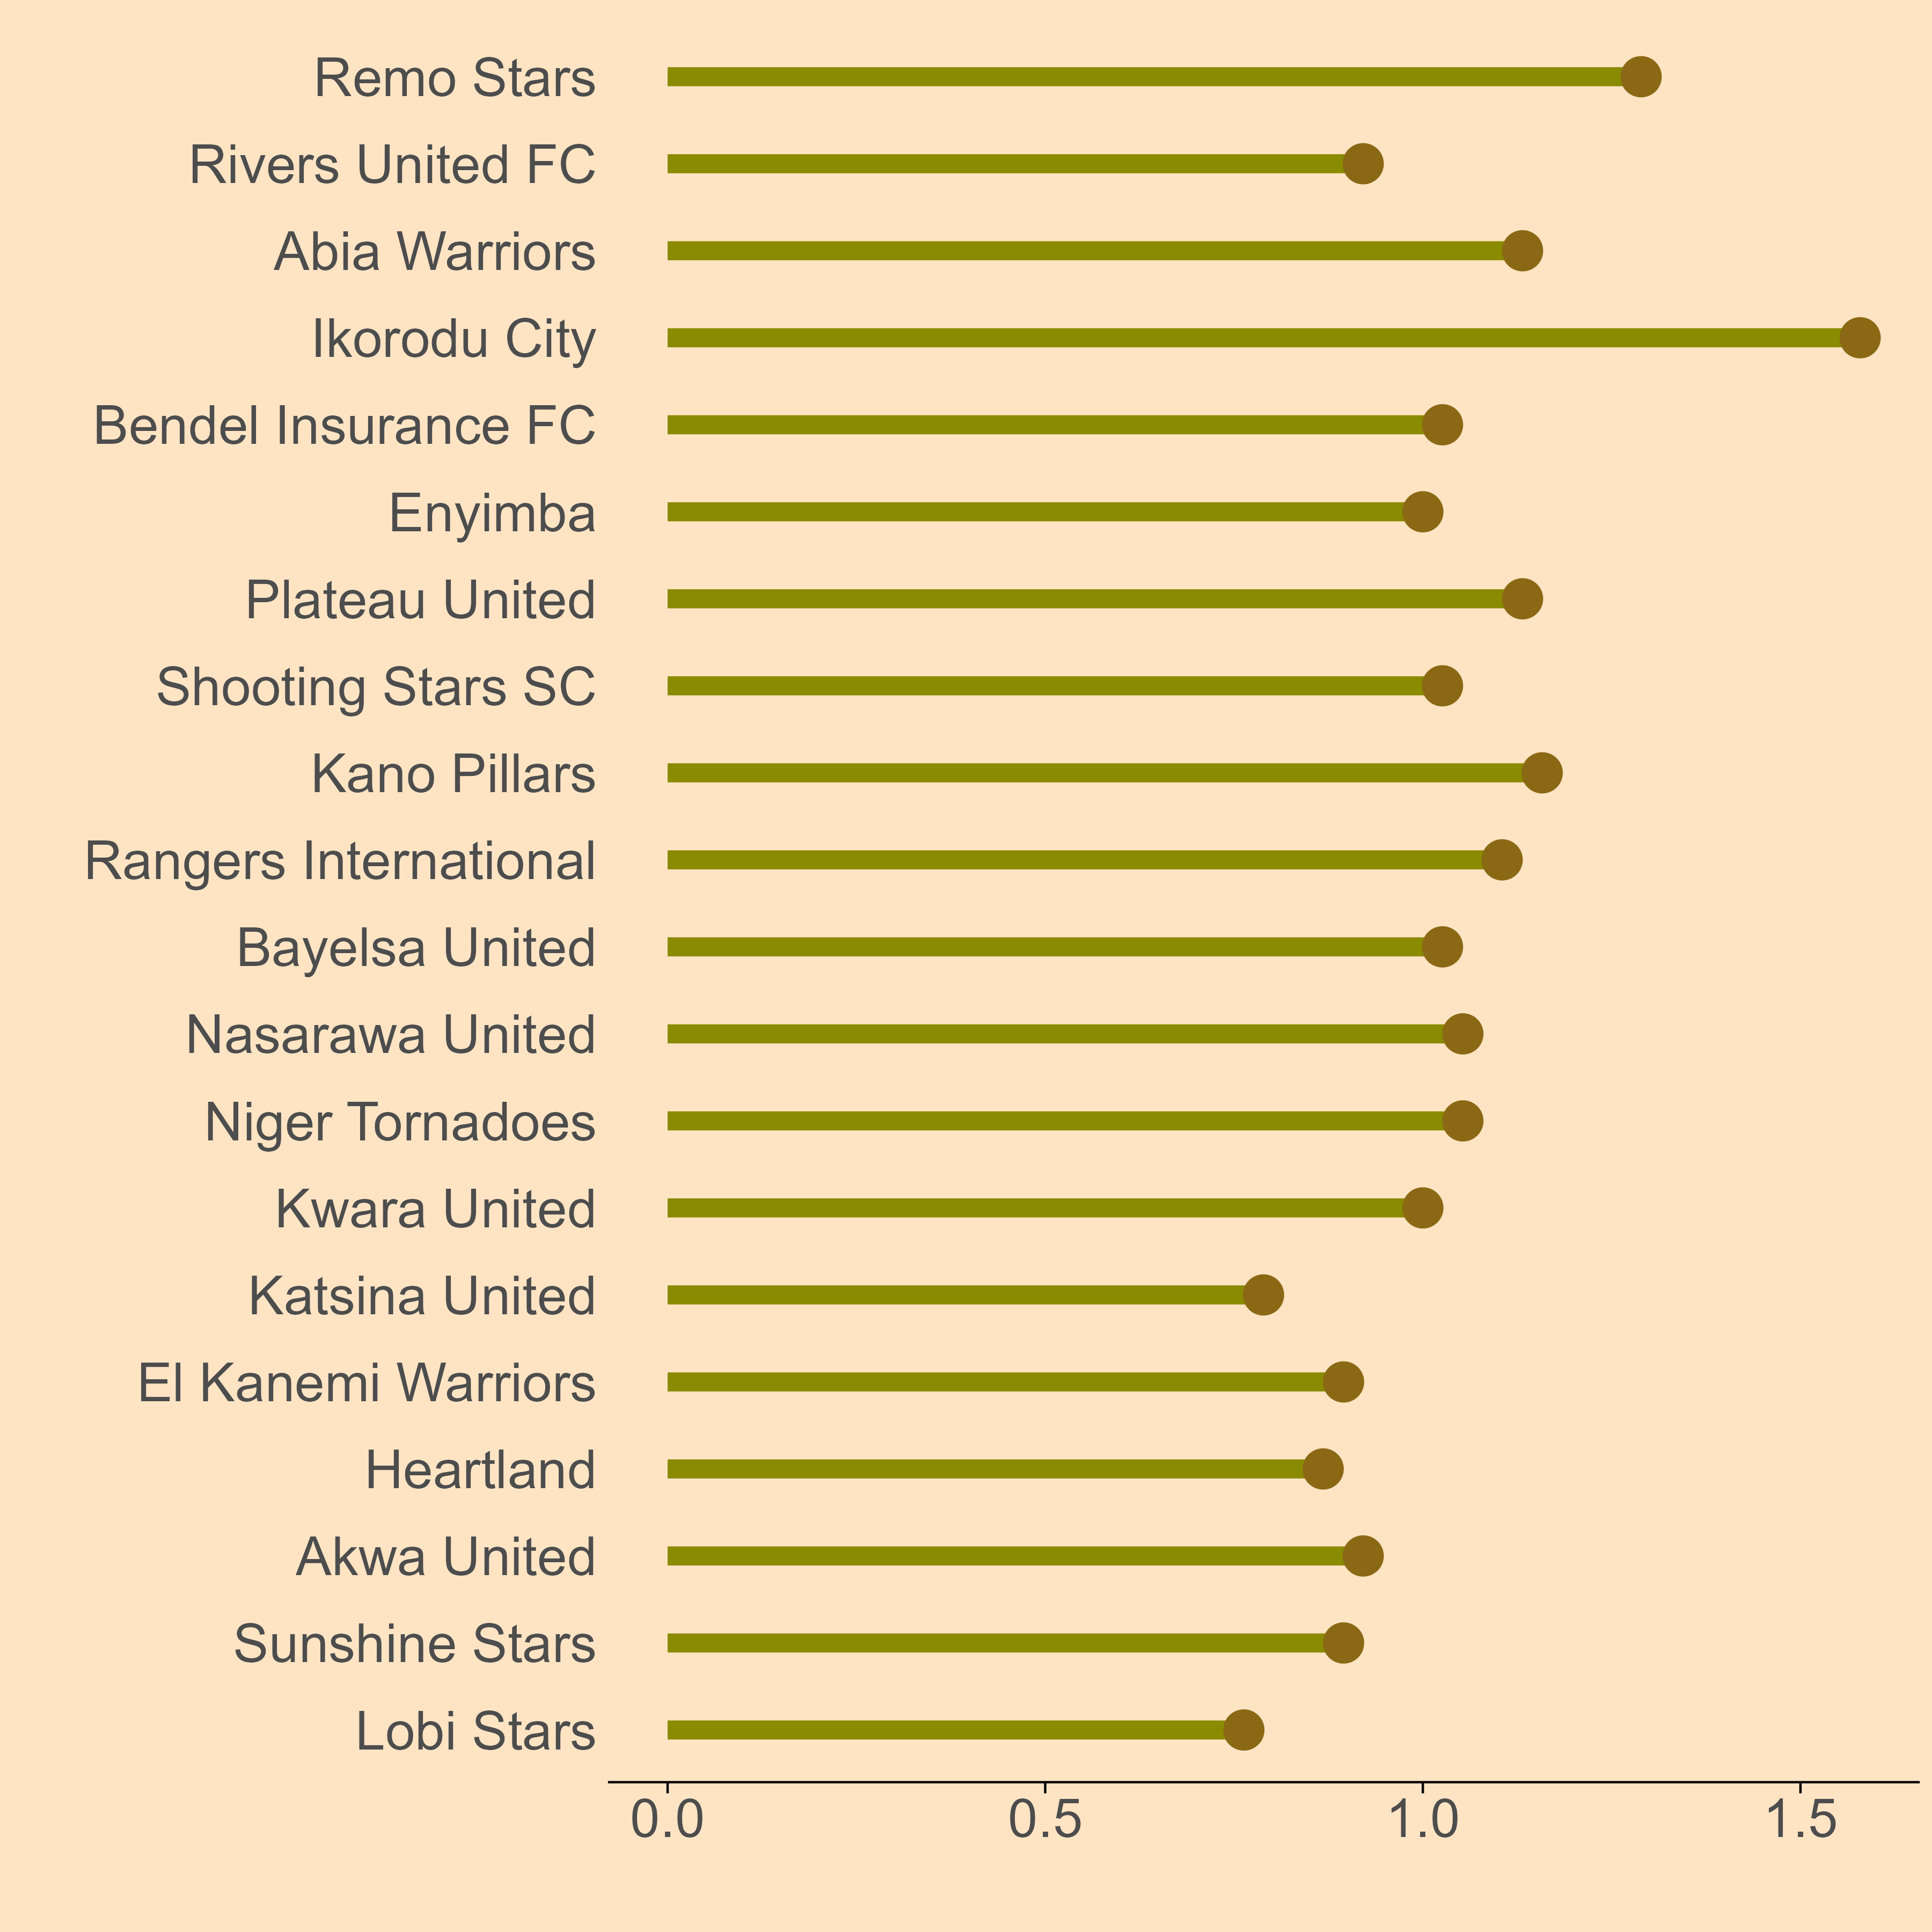 Remo Stars
Rivers United FC
Abia Warriors
Ikorodu City
Bendel Insurance FC
Enyimba
Plateau United
Shooting Stars SC
Kano Pillars
Rangers International
Bayelsa United
Nasarawa United
Niger Tornadoes
Kwara United
Katsina United
El Kanemi Warriors
Heartland
Akwa United
Sunshine Stars
Lobi Stars
0.0 0.5 1.0 1.5